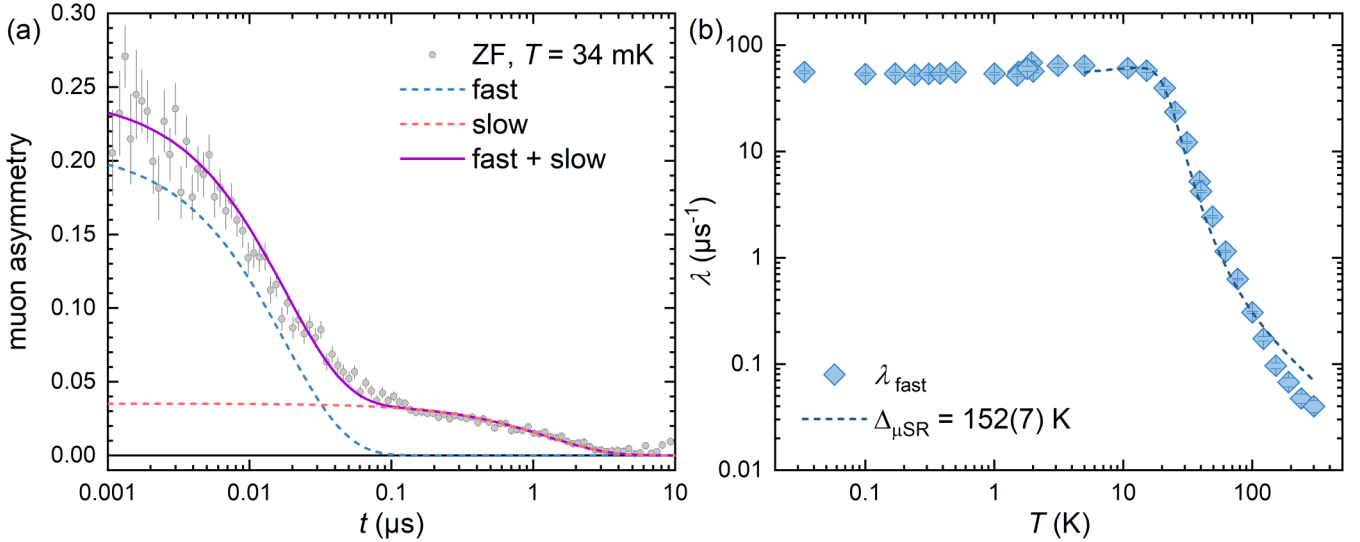 (a)
0.30
0.25
0.20
0.15
0.10
0.05
0.00
muon asymmetry
ZF, T = 34 mK
fast
slow
fast + slow
0.001
0.01
0.1
1
10
t (μs)
(b)
100
10
1
0.1
0.01
λ (μs⁻¹)
λ fast
ΔμSR = 152(7) K
0.1
1
10
100
T (K)